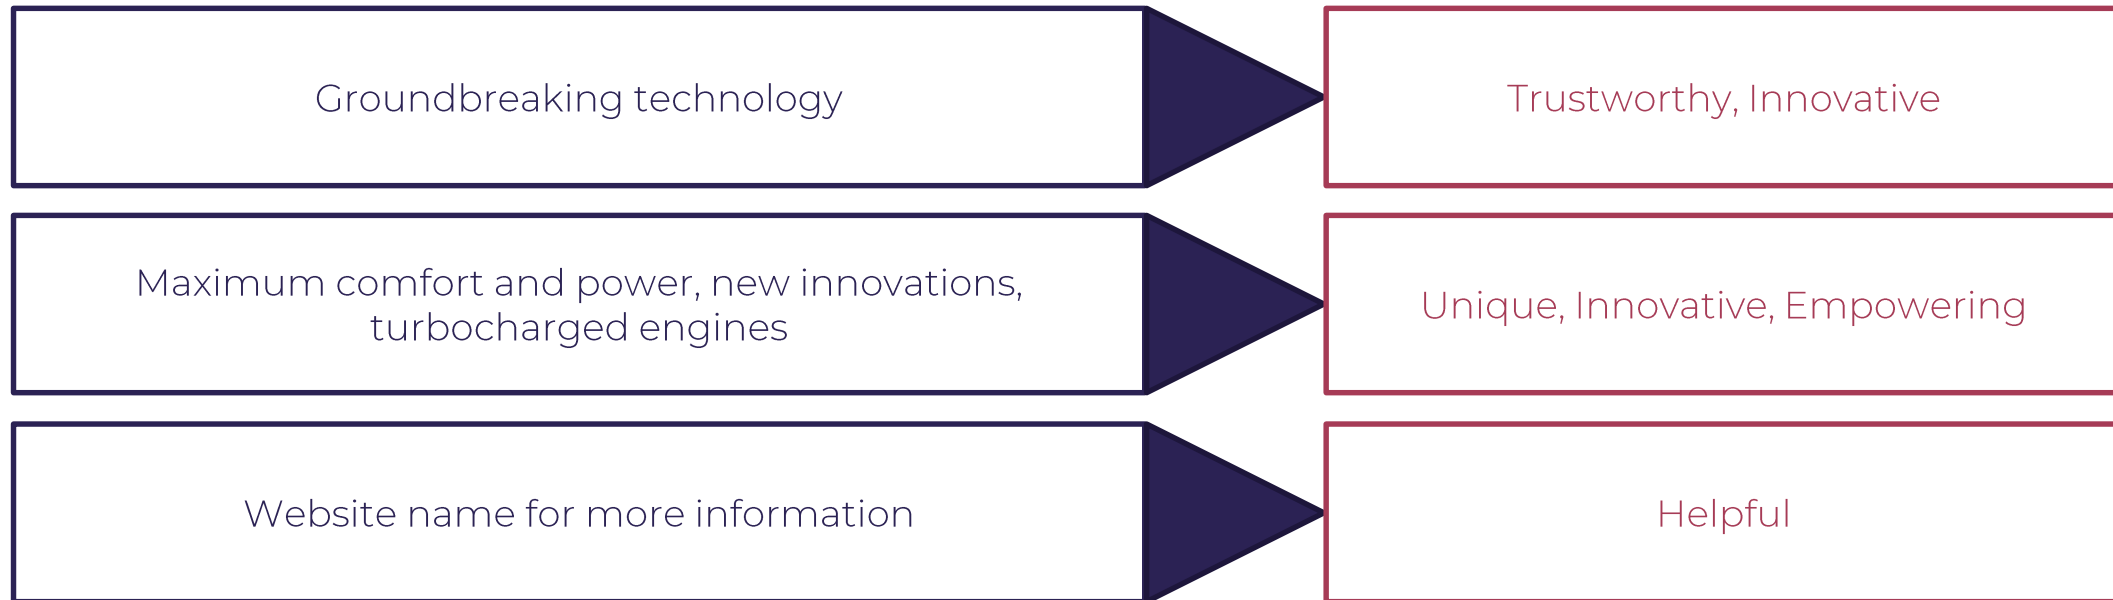 Groundbreaking technology
Trustworthy, Innovative
Maximum comfort and power, new innovations,
turbocharged engines
Unique, Innovative, Empowering
Website name for more information
Helpful